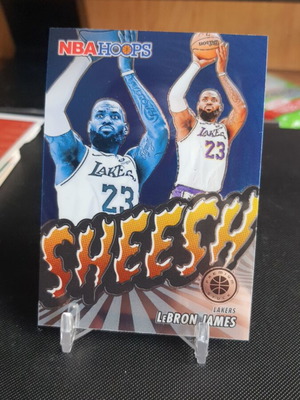 NBA HOOPS
LAKERS
23
LAKERS
23
SHEESH
LAKERS
LeBRON JAMES